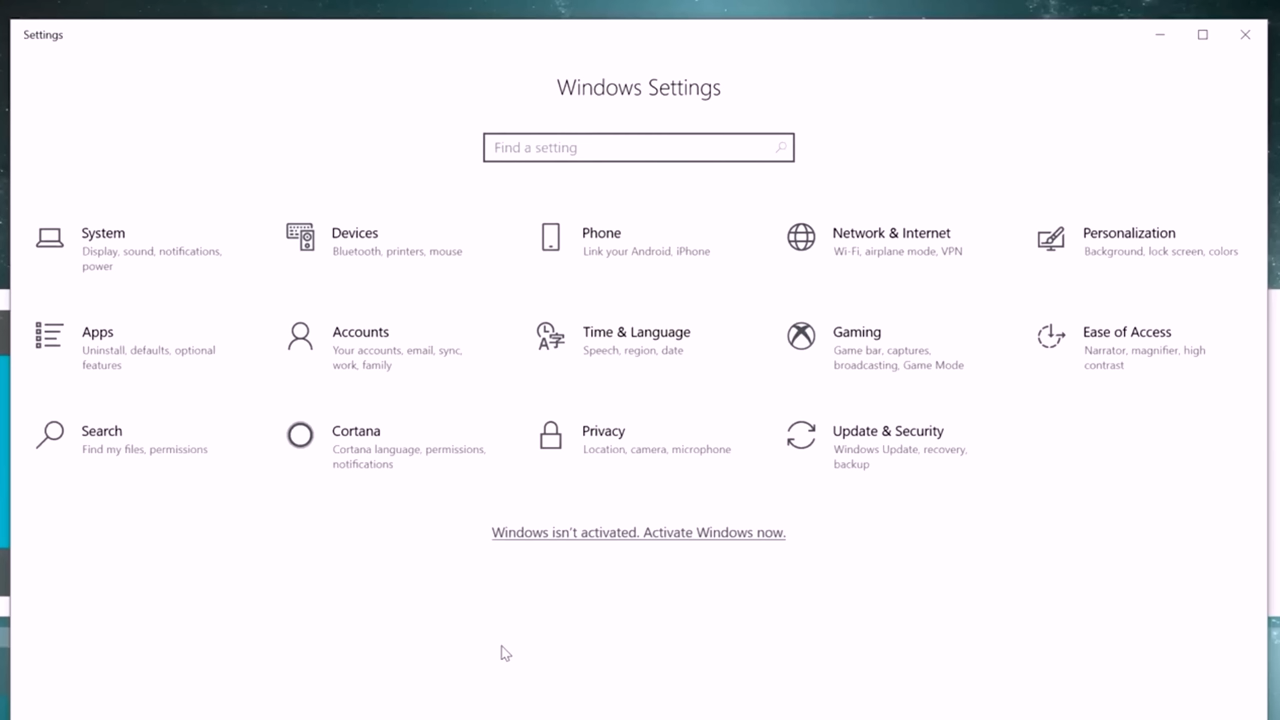 Settings
Windows Settings
Find a setting
System
Display, sound, notifications,
power
Devices
Bluetooth, printers, mouse
Phone
Link your Android, iPhone
Network & Internet
Wi-Fi, airplane mode, VPN
Personalization
Background, lock screen, colors
Apps
Uninstall, defaults, optional
features
Accounts
Your accounts, email, sync,
work, family
Time & Language
Speech, region, date
Gaming
Game bar, captures,
broadcasting, Game Mode
Ease of Access
Narrator, magnifier, high
contrast
Search
Find my files, permissions
Cortana
Cortana language, permissions,
notifications
Privacy
Location, camera, microphone
Update & Security
Windows Update, recovery,
backup
Windows isn't activated. Activate Windows now.